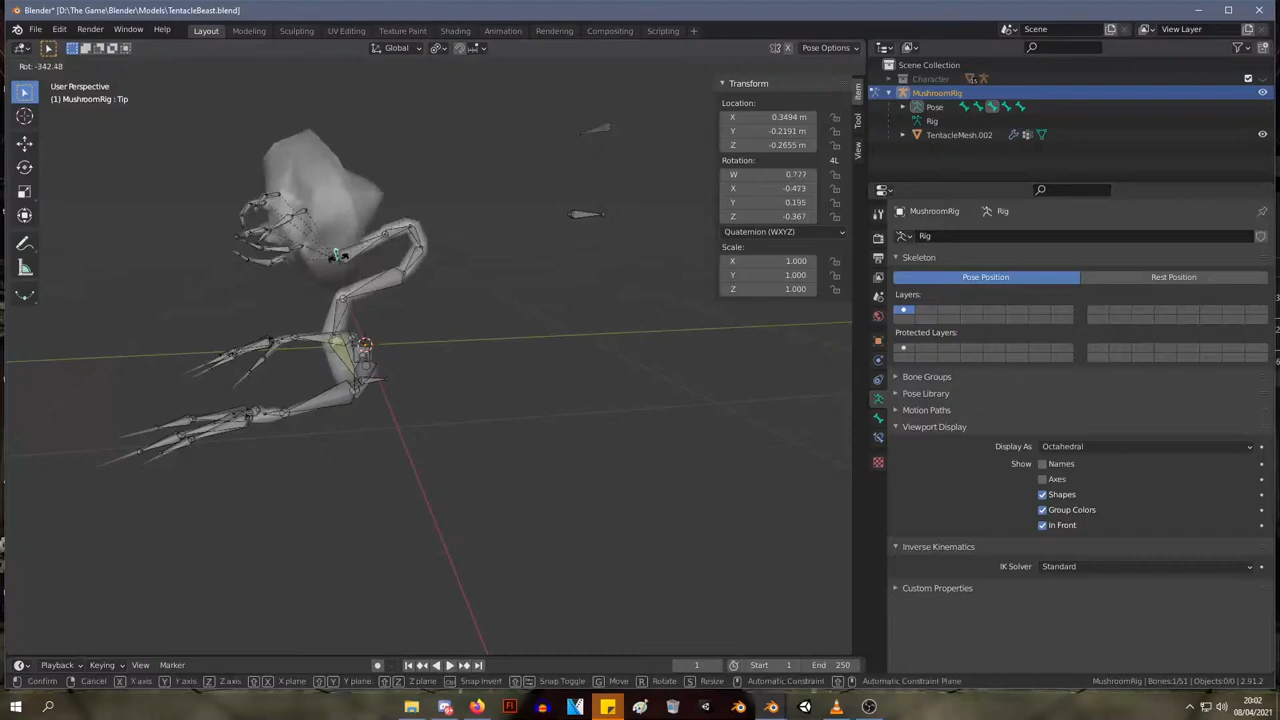 Blender* [D:\The Game\Blender\Models\TentacleBeast.blend]
File Edit Render Window Help Layout Modeling Sculpting UV Editing Texture Paint Shading Animation Rendering Compositing Scripting + Scene View Layer
Global Pose Options
Rot: -342.48
User Perspective
(1) MushroomRig : Tip
Transform
Location:
X 0.3494 m
Y -0.2191 m
Z -0.2655 m
Rotation: 4L
W 0.777
X -0.473
Y 0.195
Z -0.367
Quaternion (WXYZ)
Scale:
X 1.000
Y 1.000
Z 1.000
Item
Tool
View
Scene Collection
Character 15
MushroomRig
Pose
Rig
TentacleMesh.002
MushroomRig Rig
Rig
Skeleton
Pose Position Rest Position
Layers:
Protected Layers:
Bone Groups
Pose Library
Motion Paths
Viewport Display
Display As Octahedral
Show Names
Axes
Shapes
Group Colors
In Front
Inverse Kinematics
IK Solver Standard
Custom Properties
Playback Keying View Marker 1 Start 1 End 250
Confirm Cancel X X axis Y Y axis Z Z axis X X plane Y Y plane Z Z plane Snap Invert Snap Toggle G Move R Rotate S Resize Automatic Constraint Automatic Constraint Plane MushroomRig | Bones:1/51 | Objects:0/0 | 2.91.2
20:02
08/04/2021